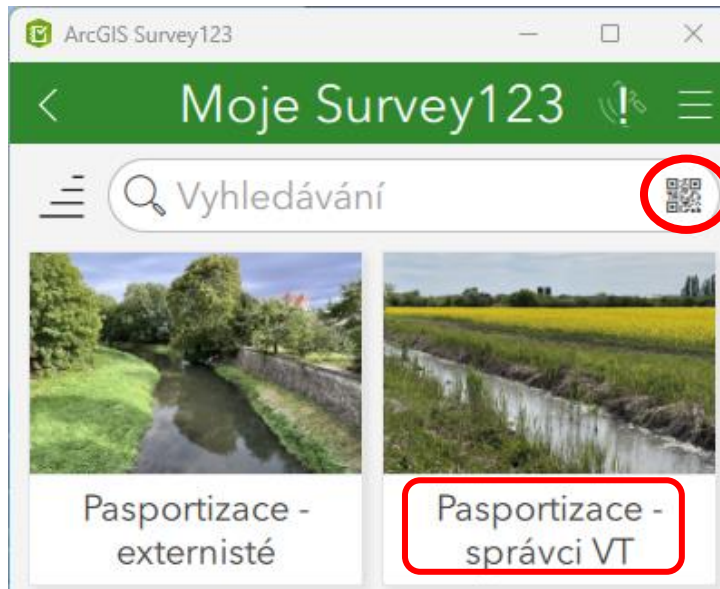 ArcGIS Survey123
Moje Survey123
Vyhledávání
Pasportizace -
externisté
Pasportizace -
správci VT